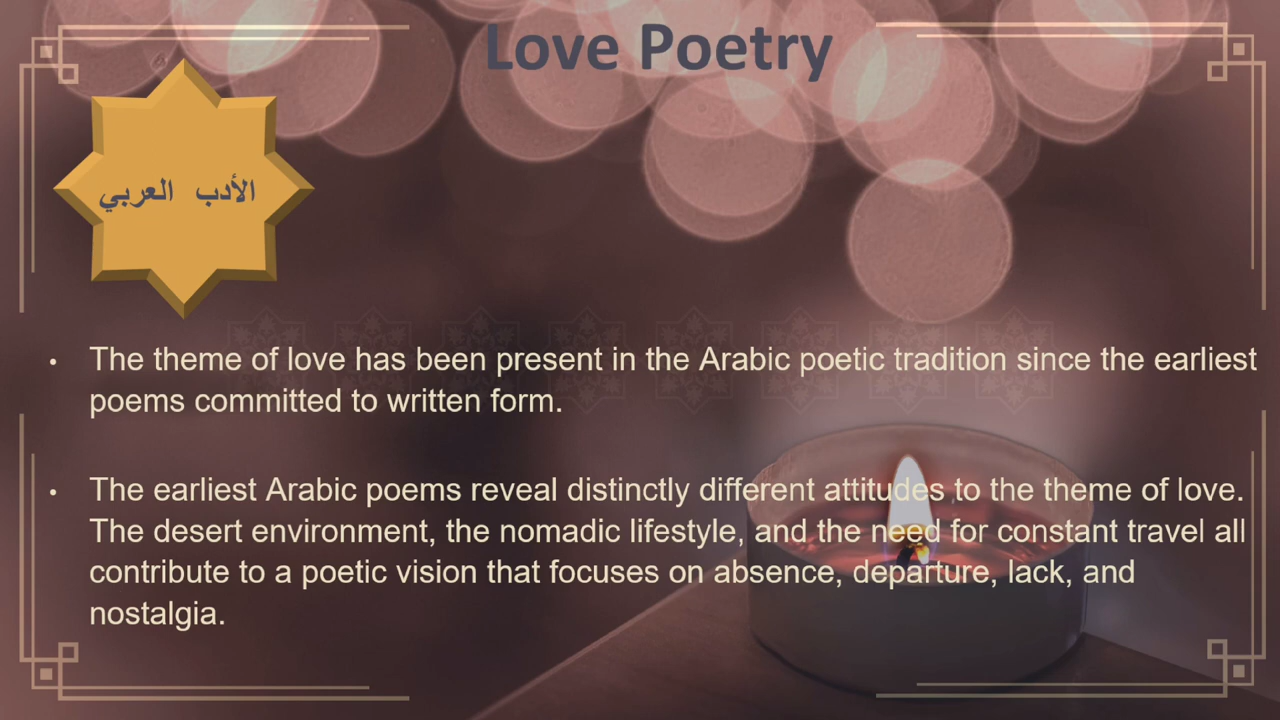 Love Poetry
الأدب العربي
• The theme of love has been present in the Arabic poetic tradition since the earliest
poems committed to written form.
• The earliest Arabic poems reveal distinctly different attitudes to the theme of love.
The desert environment, the nomadic lifestyle, and the need for constant travel all
contribute to a poetic vision that focuses on absence, departure, lack, and
nostalgia.